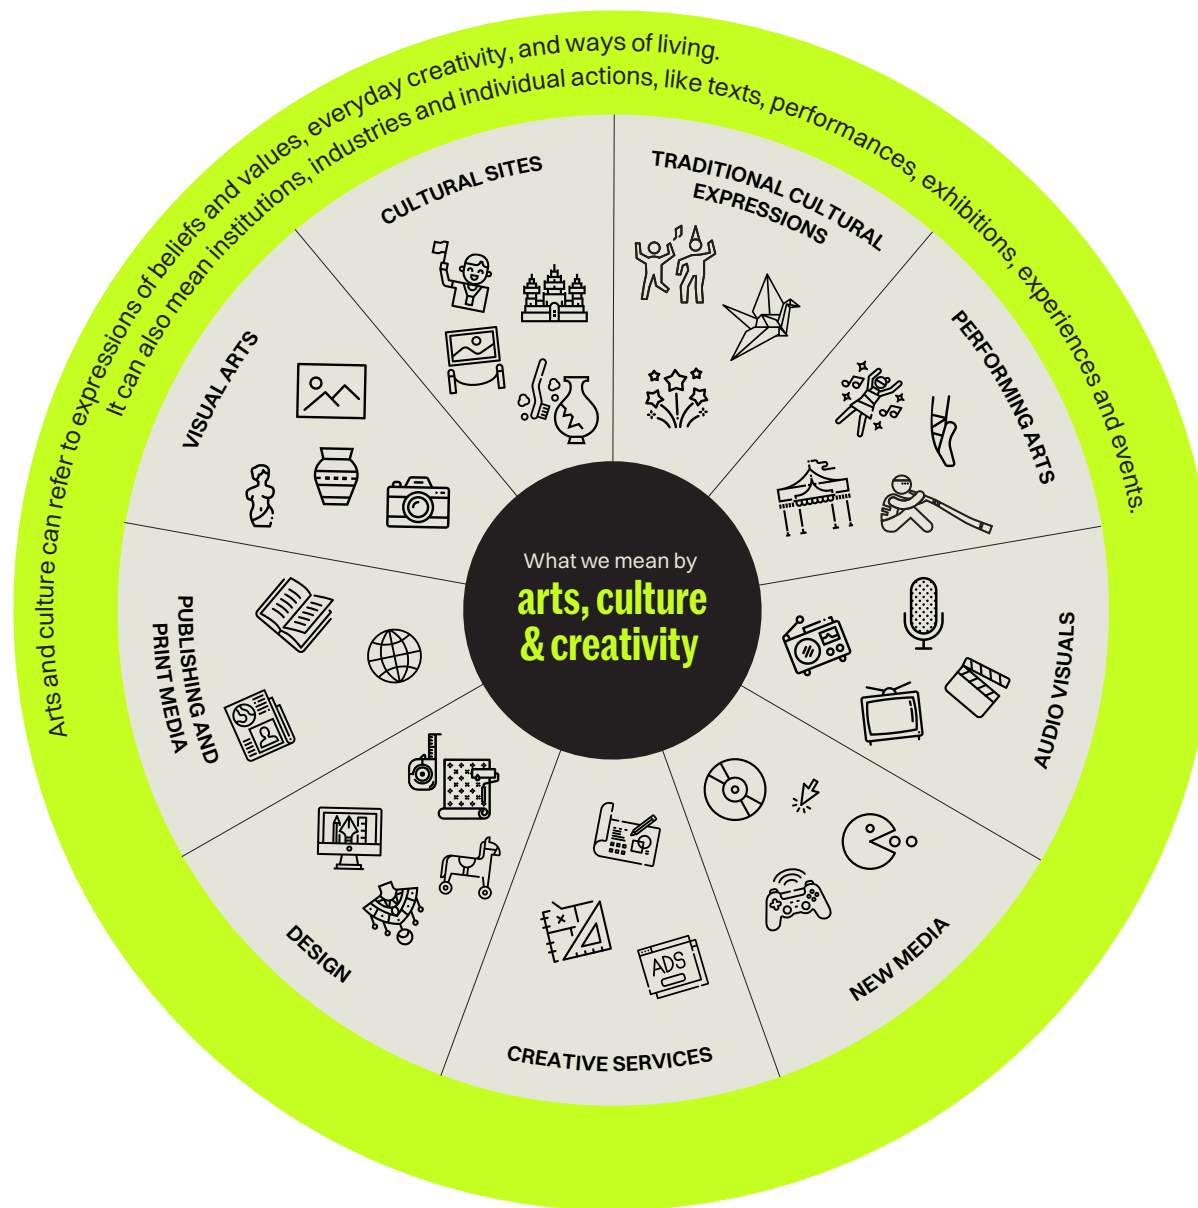 Arts and culture can refer to expressions of beliefs and values, everyday creativity, and ways of living.
It can also mean institutions, industries and individual actions, like texts, performances, exhibitions, experiences and events.
What we mean by
arts, culture
& creativity
TRADITIONAL CULTURAL
EXPRESSIONS
PERFORMING ARTS
AUDIO VISUALS
NEW MEDIA
CREATIVE SERVICES
ADS
DESIGN
PUBLISHING AND
PRINT MEDIA
VISUAL ARTS
CULTURAL SITES